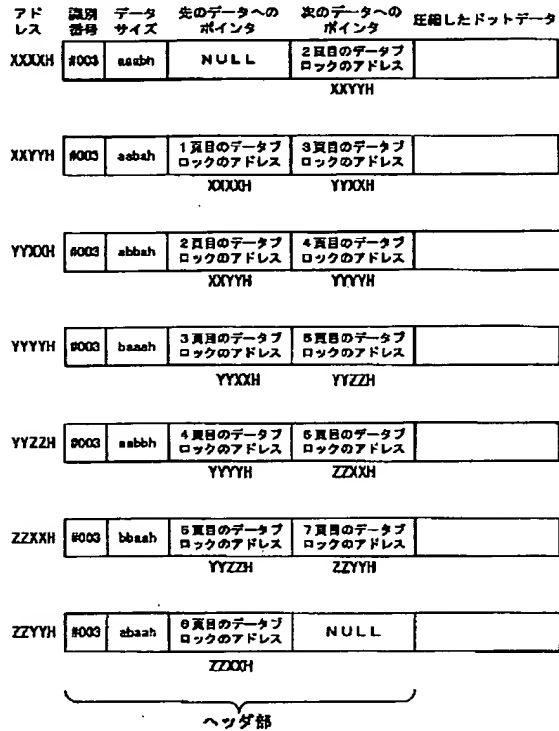 アド
レス
識別
番号
データ
サイズ
先のデータへの
ポインタ
次のデータへの
ポインタ
圧縮したドットデータ
XXXXH
#003
aaabh
NULL
2頁目のデータブ
ロックのアドレス
XXYYH
XXYYH
#003
aabah
1頁目のデータブ
ロックのアドレス
3頁目のデータブ
ロックのアドレス
XXXXH
YYXXH
YYXXH
#003
abbah
2頁目のデータブ
ロックのアドレス
4頁目のデータブ
ロックのアドレス
XXYYH
YYYYH
YYYYH
#003
baaah
3頁目のデータブ
ロックのアドレス
5頁目のデータブ
ロックのアドレス
YYXXH
YYZZH
YYZZH
#003
aabbh
4頁目のデータブ
ロックのアドレス
6頁目のデータブ
ロックのアドレス
YYYYH
ZZXXH
ZZXXH
#003
bbaah
5頁目のデータブ
ロックのアドレス
7頁目のデータブ
ロックのアドレス
YYZZH
ZZYYH
ZZYYH
#003
abaah
6頁目のデータブ
ロックのアドレス
NULL
ZZXXH
ヘッダ部